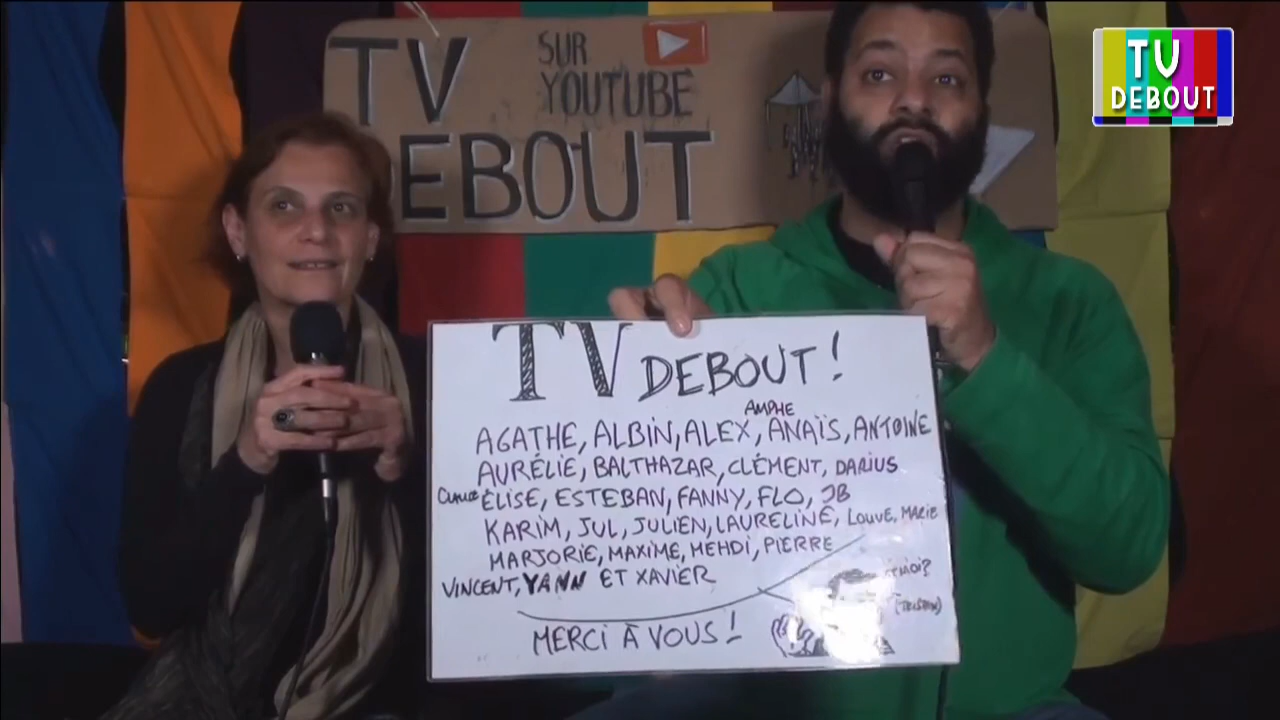 TV
SUR
YOUTUBE
DEBOUT
TV
DEBOUT
TV DEBOUT !
AMPHE
AGATHE, ALBIN, ALEX, ANAÏS, ANTOINE
AURÉLIE, BALTHAZAR, CLÉMENT, DARIUS
ÉLISE, ESTEBAN, FANNY, FLO, JB
KARIM, JUL, JULIEN, LAURELINE, LOUVE, MARIE
MARJORIE, MAXIME, MEHDI, PIERRE
VINCENT, YANN ET XAVIER
MERCI À VOUS !